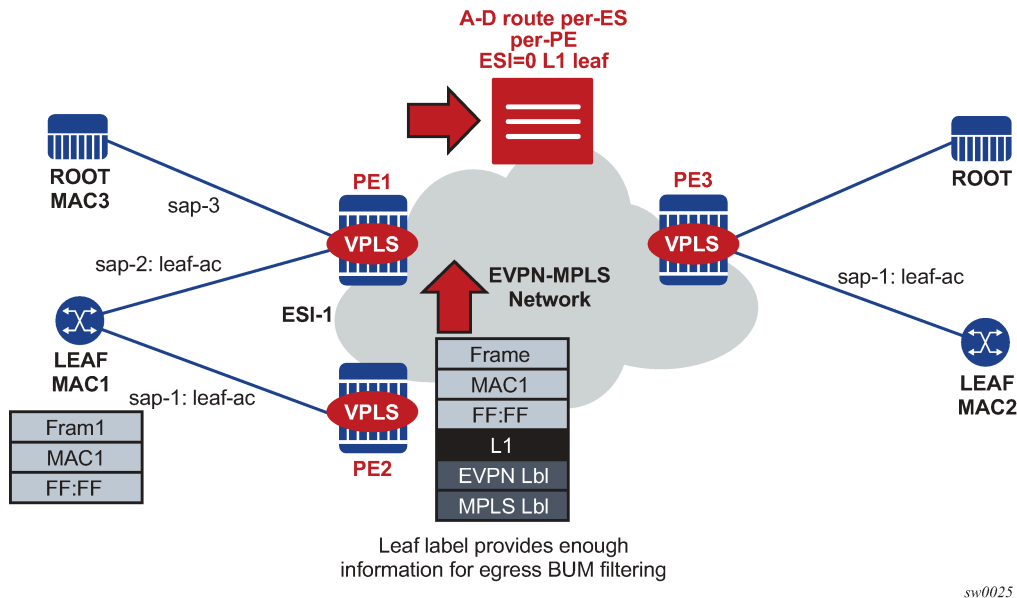 A-D route per-ES
per-PE
ESI=0 L1 leaf
ROOT
MAC3
sap-3
PE1
VPLS
PE3
VPLS
ROOT
sap-2: leaf-ac
sap-1: leaf-ac
EVPN-MPLS
Network
ESI-1
LEAF
MAC1
sap-1: leaf-ac
VPLS
PE2
LEAF
MAC2
Fram1
MAC1
FF:FF
Frame
MAC1
FF:FF
L1
EVPN Lbl
MPLS Lbl
Leaf label provides enough
information for egress BUM filtering
sw0025